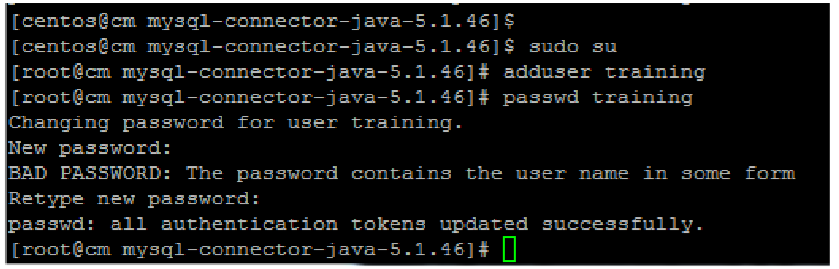 [centos@cm mysql-connector-java-5.1.46]$
[centos@cm mysql-connector-java-5.1.46]$ sudo su
[root@cm mysql-connector-java-5.1.46]# adduser training
[root@cm mysql-connector-java-5.1.46]# passwd training
Changing password for user training.
New password:
BAD PASSWORD: The password contains the user name in some form
Retype new password:
passwd: all authentication tokens updated successfully.
[root@cm mysql-connector-java-5.1.46]#